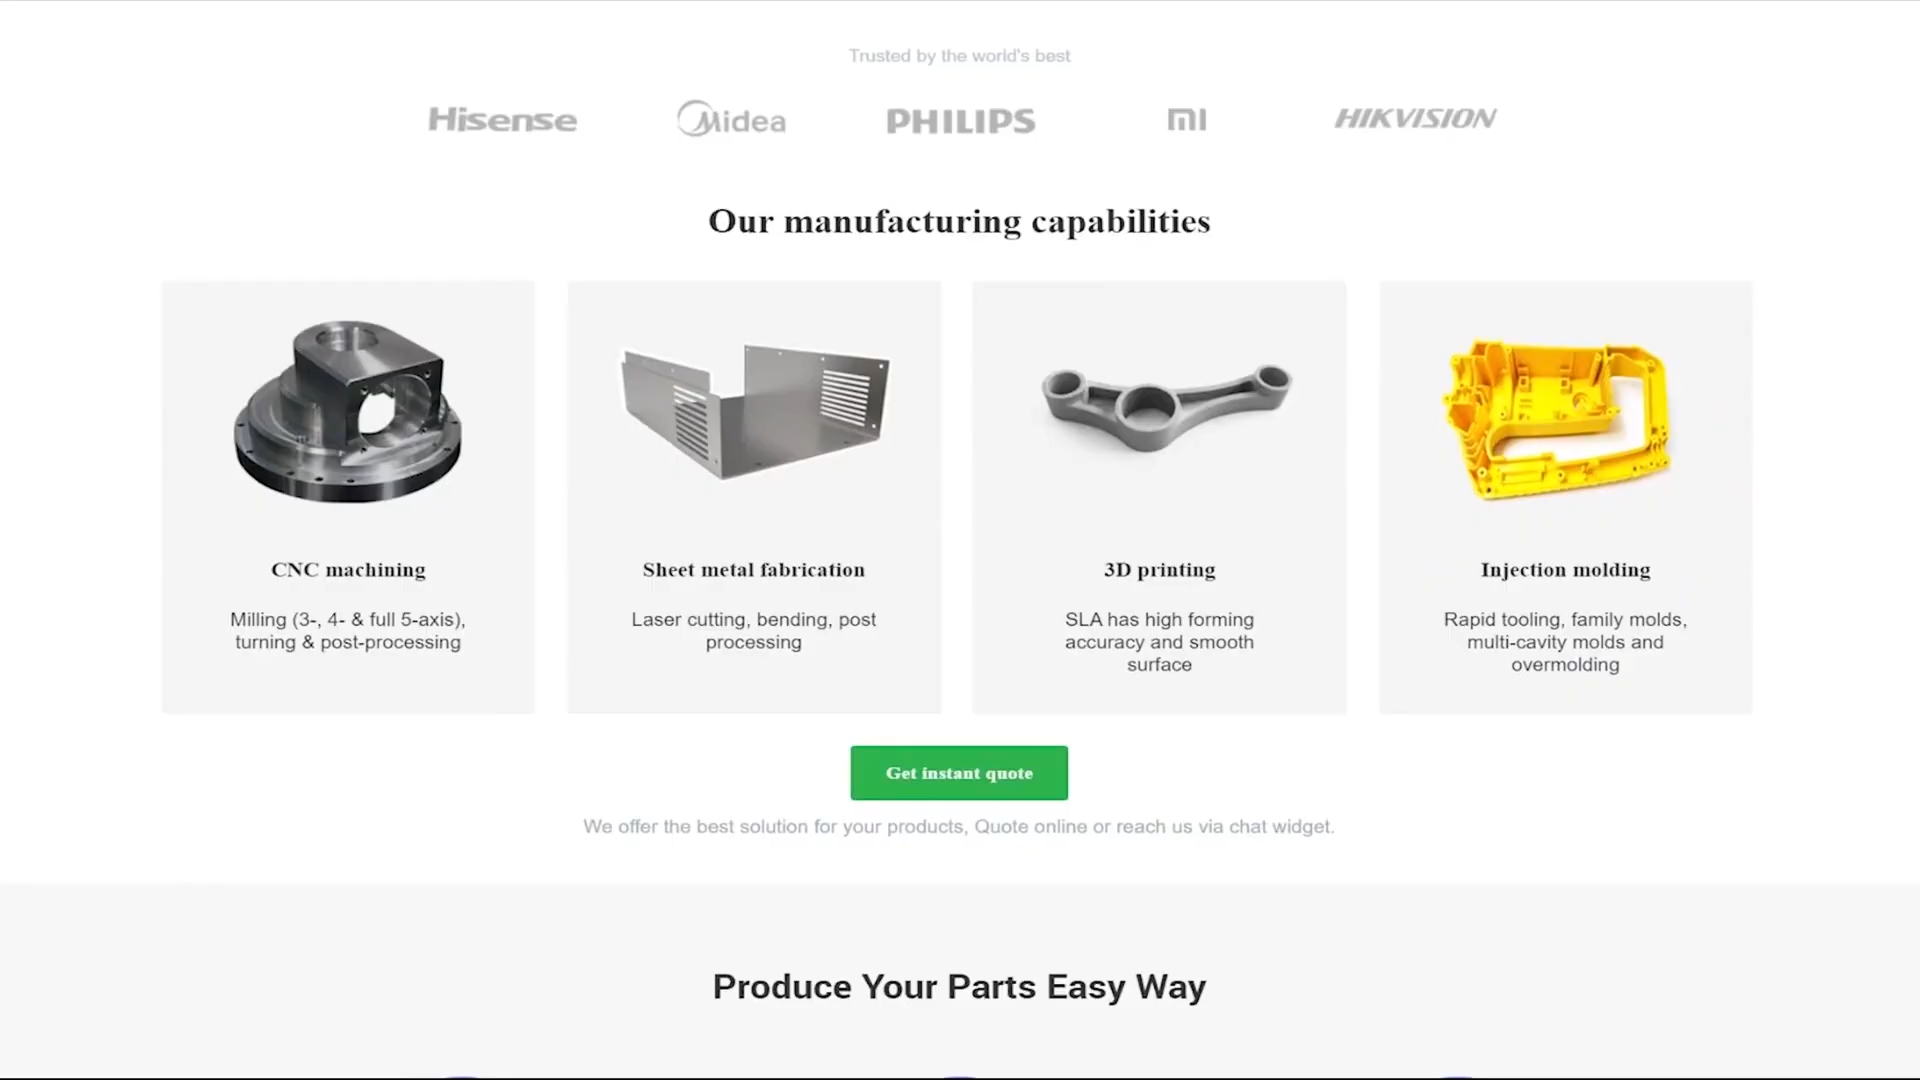 Trusted by the world's best
Hisense
Midea
PHILIPS
MI
HIKVISION
Our manufacturing capabilities
CNC machining
Milling (3-, 4- & full 5-axis),
turning & post-processing
Sheet metal fabrication
Laser cutting, bending, post
processing
3D printing
SLA has high forming
accuracy and smooth
surface
Injection molding
Rapid tooling, family molds,
multi-cavity molds and
overmolding
Get instant quote
We offer the best solution for your products, Quote online or reach us via chat widget.
Produce Your Parts Easy Way